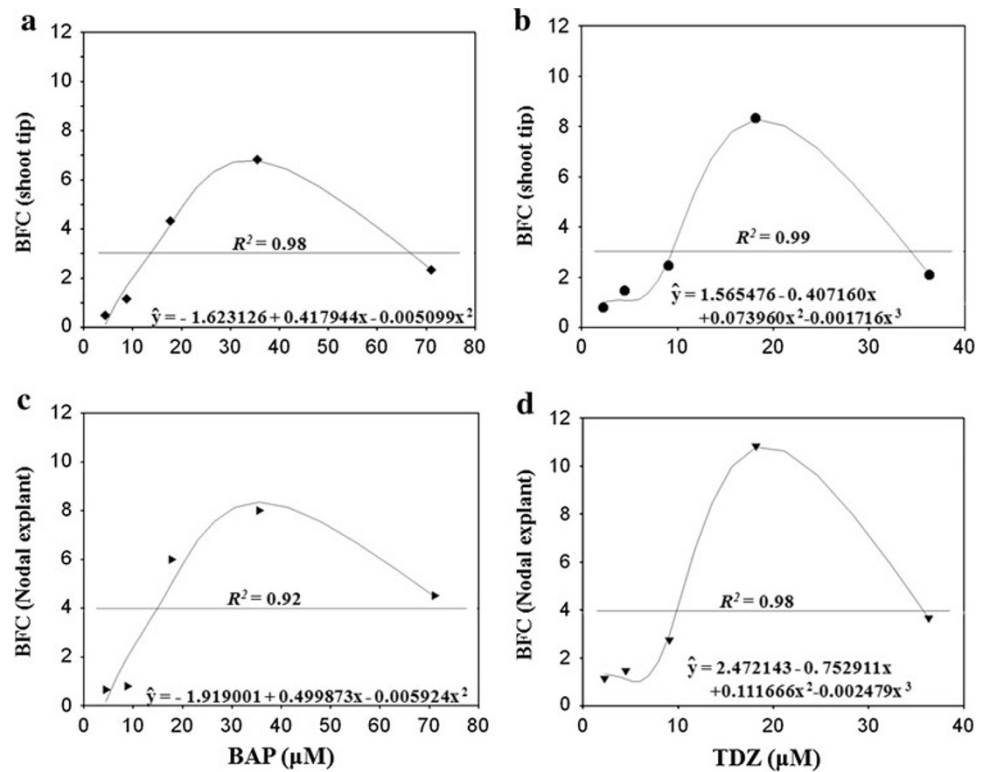 a
12
10
8
6
4
2
0
BFC (shoot tip)
R² = 0.98
ŷ = - 1.623126 + 0.417944x - 0.005099x²
0 10 20 30 40 50 60 70 80
b
12
10
8
6
4
2
0
BFC (shoot tip)
R² = 0.99
ŷ = 1.565476 - 0.407160x
+0.073960x²-0.001716x³
0 10 20 30 40
c
12
10
8
6
4
2
0
BFC (Nodal explant)
R² = 0.92
ŷ = - 1.919001 + 0.499873x - 0.005924x²
0 10 20 30 40 50 60 70 80
BAP (µM)
d
12
10
8
6
4
2
0
BFC (Nodal explant)
R² = 0.98
ŷ = 2.472143 - 0.752911x
+0.111666x²-0.002479x³
0 10 20 30 40
TDZ (µM)